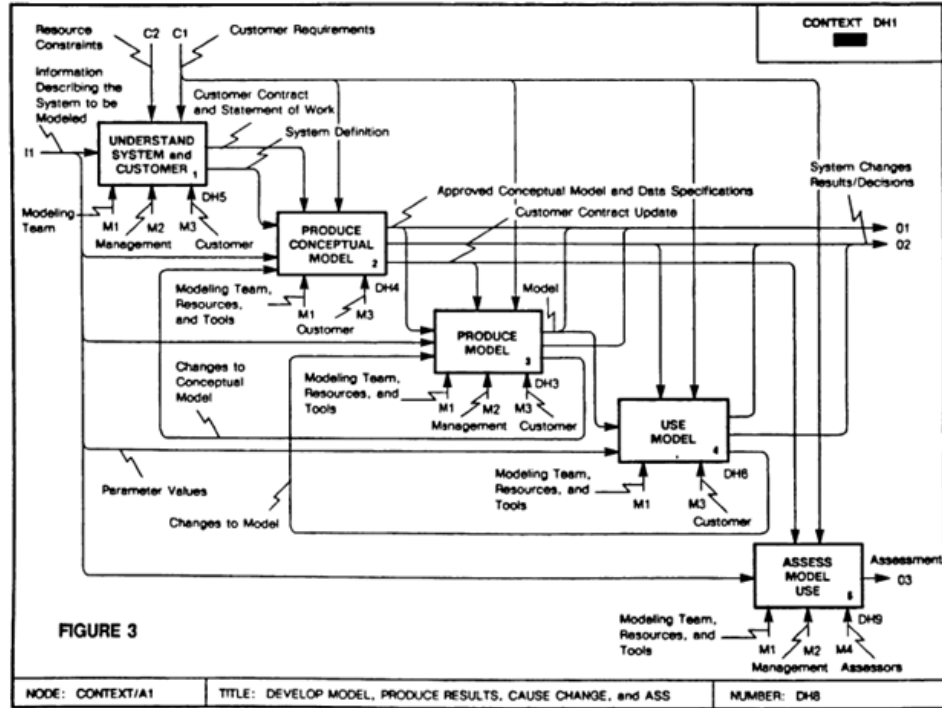 CONTEXT DH1
Resource
Constraints
C2 C1
Customer Requirements
Information
Describing the
System to be
Modeled
Customer Contract
and Statement of Work
System Definition
I1
UNDERSTAND
SYSTEM and
CUSTOMER 1
DH5
Modeling
Team
M1 M2 M3
Management
Customer
System Changes
Results/Decisions
Approved Conceptual Model and Data Specifications
Customer Contract Update
01
02
PRODUCE
CONCEPTUAL
MODEL 2
DH4
Modeling Team,
Resources,
and Tools
M1 M3
Customer
Model
PRODUCE
MODEL
3
DH3
Changes to
Conceptual
Model
Modeling Team,
Resources, and
Tools
M1 M2 M3
Management
Customer
USE
MODEL
4
DH6
Parameter Values
Modeling Team,
Resources, and
Tools
M1 M3
Customer
Changes to Model
ASSESS
MODEL
USE 5
Assessment
03
DH9
Modeling Team,
Resources, and
Tools
M1 M2 M4
Management
Assessors
FIGURE 3
NODE: CONTEXT/A1 TITLE: DEVELOP MODEL, PRODUCE RESULTS, CAUSE CHANGE, and ASS NUMBER: DH8